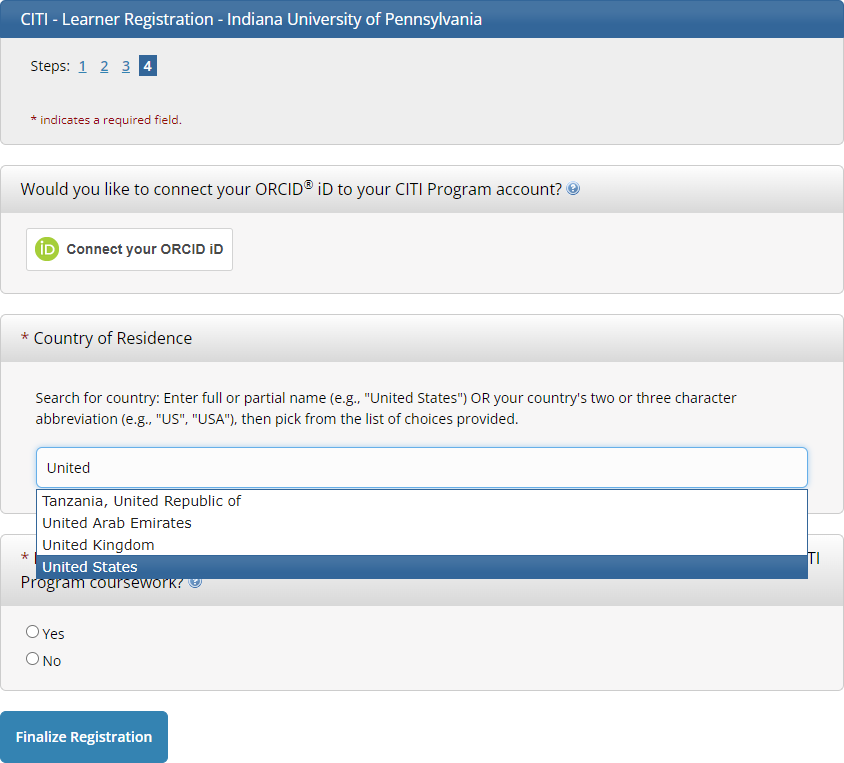 CITI - Learner Registration - Indiana University of Pennsylvania
Steps: 1 2 3 4
* indicates a required field.
Would you like to connect your ORCID® iD to your CITI Program account?
iD Connect your ORCID iD
* Country of Residence
Search for country: Enter full or partial name (e.g., "United States") OR your country's two or three character
abbreviation (e.g., "US", "USA"), then pick from the list of choices provided.
United
Tanzania, United Republic of
United Arab Emirates
United Kingdom
United States
*
Program coursework?
Yes
No
Finalize Registration